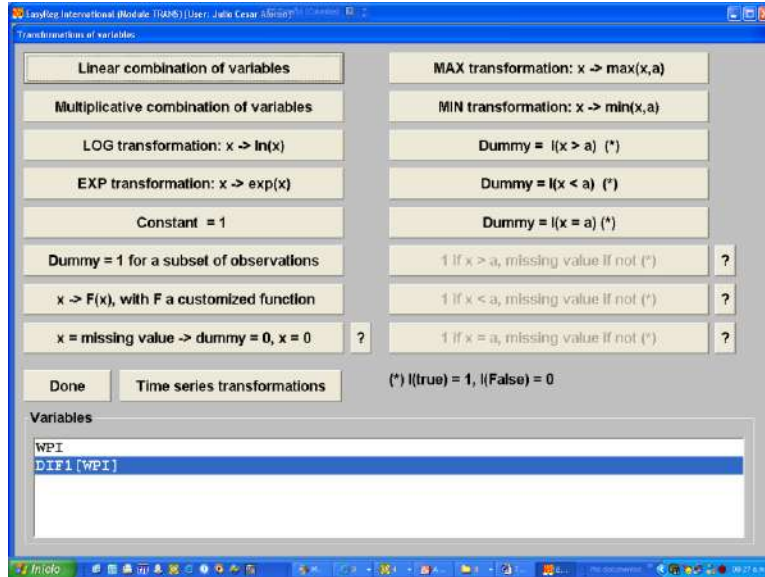 EasyReg International (Module TRANS) [User: Julio Cesar Alonso]
Transformations of variables
Linear combination of variables
MAX transformation: x -> max(x,a)
Multiplicative combination of variables
MIN transformation: x -> min(x,a)
LOG transformation: x -> ln(x)
Dummy = I(x > a) (*)
EXP transformation: x -> exp(x)
Dummy = I(x < a) (*)
Constant = 1
Dummy = I(x = a) (*)
Dummy = 1 for a subset of observations
1 if x > a, missing value if not (*)
?
x -> F(x), with F a customized function
1 if x < a, missing value if not (*)
?
x = missing value -> dummy = 0, x = 0
?
1 if x = a, missing value if not (*)
?
Done
Time series transformations
(*) I(true) = 1, I(False) = 0
Variables
WPI
DIF1[WPI]
Inicio